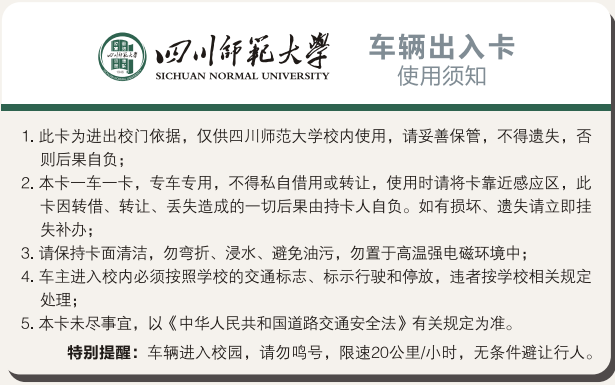 四川師範大學
SICHUAN NORMAL UNIVERSITY
车辆出入卡
使用须知
1. 此卡为进出校门依据，仅供四川师范大学校内使用，请妥善保管，不得遗失，否
则后果自负；
2. 本卡一车一卡，专车专用，不得私自借用或转让，使用时请将卡靠近感应区，此
卡因转借、转让、丢失造成的一切后果由持卡人自负。如有损坏、遗失请立即挂
失补办；
3. 请保持卡面清洁，勿弯折、浸水、避免油污，勿置于高温强电磁环境中；
4. 车主进入校内必须按照学校的交通标志、标示行驶和停放，违者按学校相关规定
处理；
5. 本卡未尽事宜，以《中华人民共和国道路交通安全法》有关规定为准。
特别提醒：车辆进入校园，请勿鸣号，限速20公里/小时，无条件避让行人。